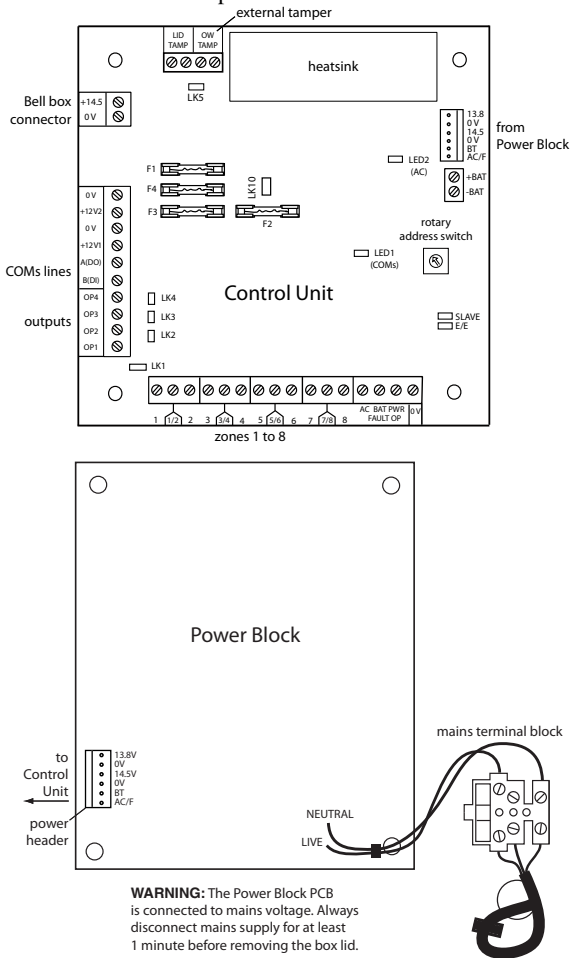 external tamper
LID TAMP
OW TAMP
heatsink
LK5
Bell box connector
+14.5
0 V
13.8
0 V
14.5
0 V
BT
AC/F
from Power Block
LED2 (AC)
+BAT
-BAT
F1
F4
F3
LK10
F2
rotary address switch
LED1 (COMs)
COMs lines
0 V
+12V2
0 V
+12V1
A(DO)
B(DI)
outputs
OP4
OP3
OP2
OP1
LK4
LK3
LK2
LK1
Control Unit
SLAVE
E/E
1 1/2 2 3 3/4 4 5 5/6 6 7 7/8 8
AC BAT PWR 0 V
FAULT OP
zones 1 to 8
Power Block
mains terminal block
to Control Unit
13.8V
0V
14.5V
0V
BT
AC/F
power header
NEUTRAL
LIVE
WARNING: The Power Block PCB
is connected to mains voltage. Always
disconnect mains supply for at least
1 minute before removing the box lid.